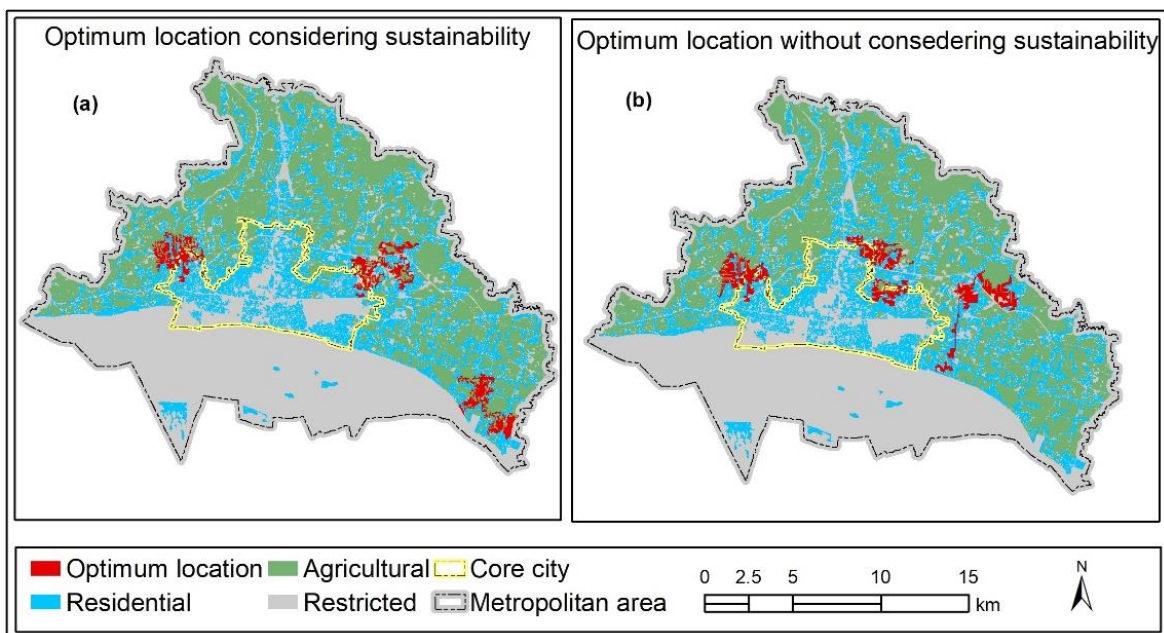 Optimum location considering sustainability
(a)
Optimum location without consedering sustainability
(b)
Optimum location Agricultural Core city
Residential Restricted Metropolitan area
0 2.5 5 10 15
km
N